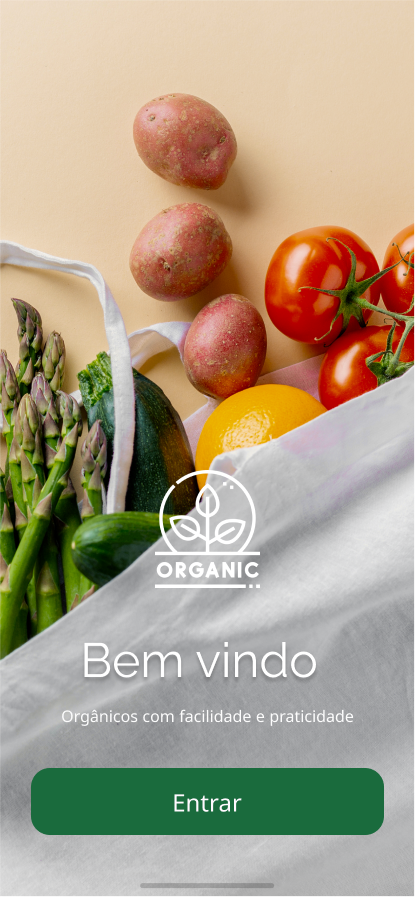 ORGANIC
Bem vindo
Orgânicos com facilidade e praticidade
Entrar